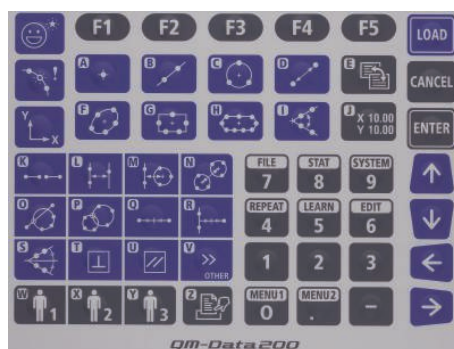 F1 F2 F3 F4 F5 LOAD
! A B C D E CANCEL
Y X F G H I J X 10.00 Y 10.00 ENTER
K L M N FILE 7 STAT 8 SYSTEM 9
O P Q R REPEAT 4 LEARN 5 EDIT 6
S T U V >> OTHER 1 2 3
W 1 X 2 Y 3 Z MENU1 0 MENU2 . -
QM-Data200